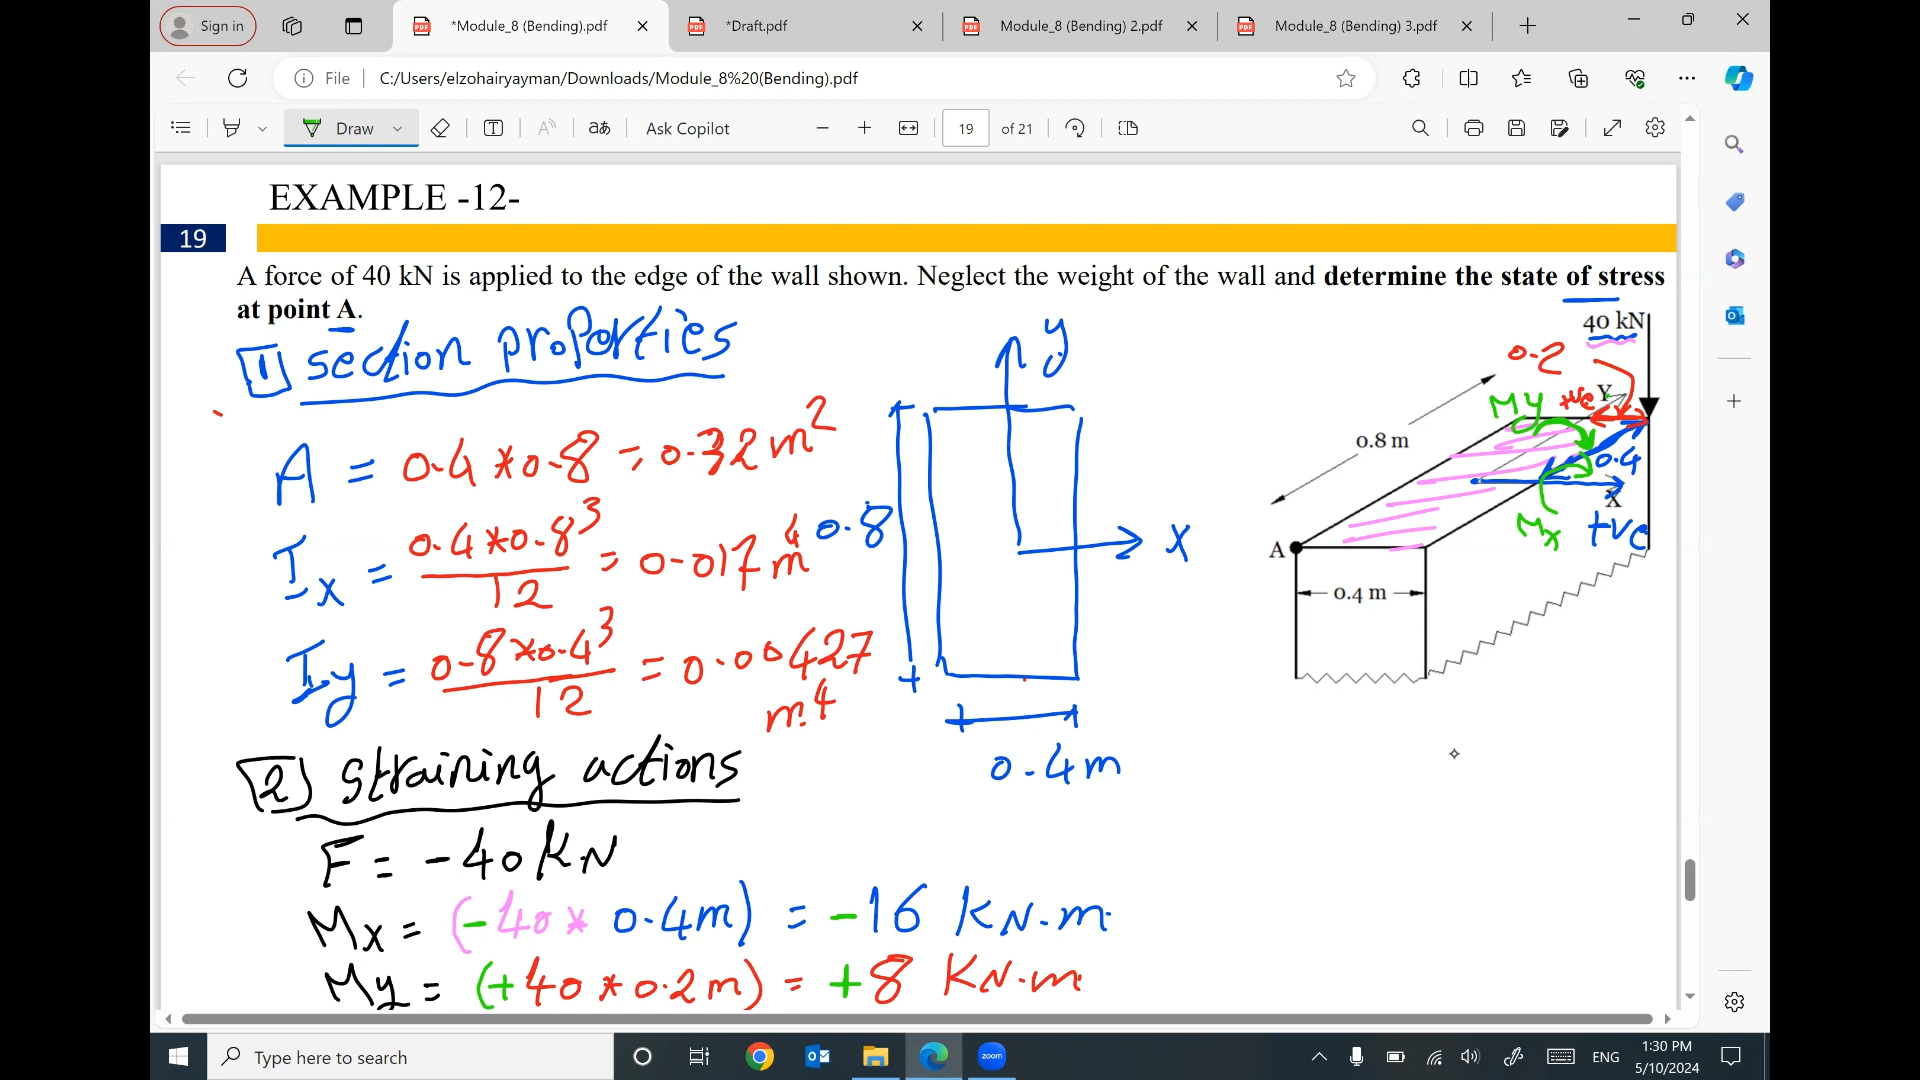 Sign in
*Module_8 (Bending).pdf
*Draft.pdf
Module_8 (Bending) 2.pdf
Module_8 (Bending) 3.pdf
File
C:/Users/elzohairyayman/Downloads/Module_8%20(Bending).pdf
Draw
Ask Copilot
19
of 21
EXAMPLE -12-
19
A force of 40 kN is applied to the edge of the wall shown. Neglect the weight of the wall and determine the state of stress
at point A.
1 section properties
A = 0.4*0.8 = 0.32 m2
Ix = 0.4*0.8³ / 12 = 0.017 m4
Iy = 0.8*0.4³ / 12 = 0.00427
m4
y
0.8
x
0.4m
40 kN
0.2
My
+ve
Y
0.8 m
0.4
X
Mx
+ve
A
0.4 m
2 straining actions
F = -40 KN
Mx = (-40* 0.4m) = -16 KN.m
My = (+40*0.2m) = +8 KN.m
Type here to search
zoom
ENG
1:30 PM
5/10/2024